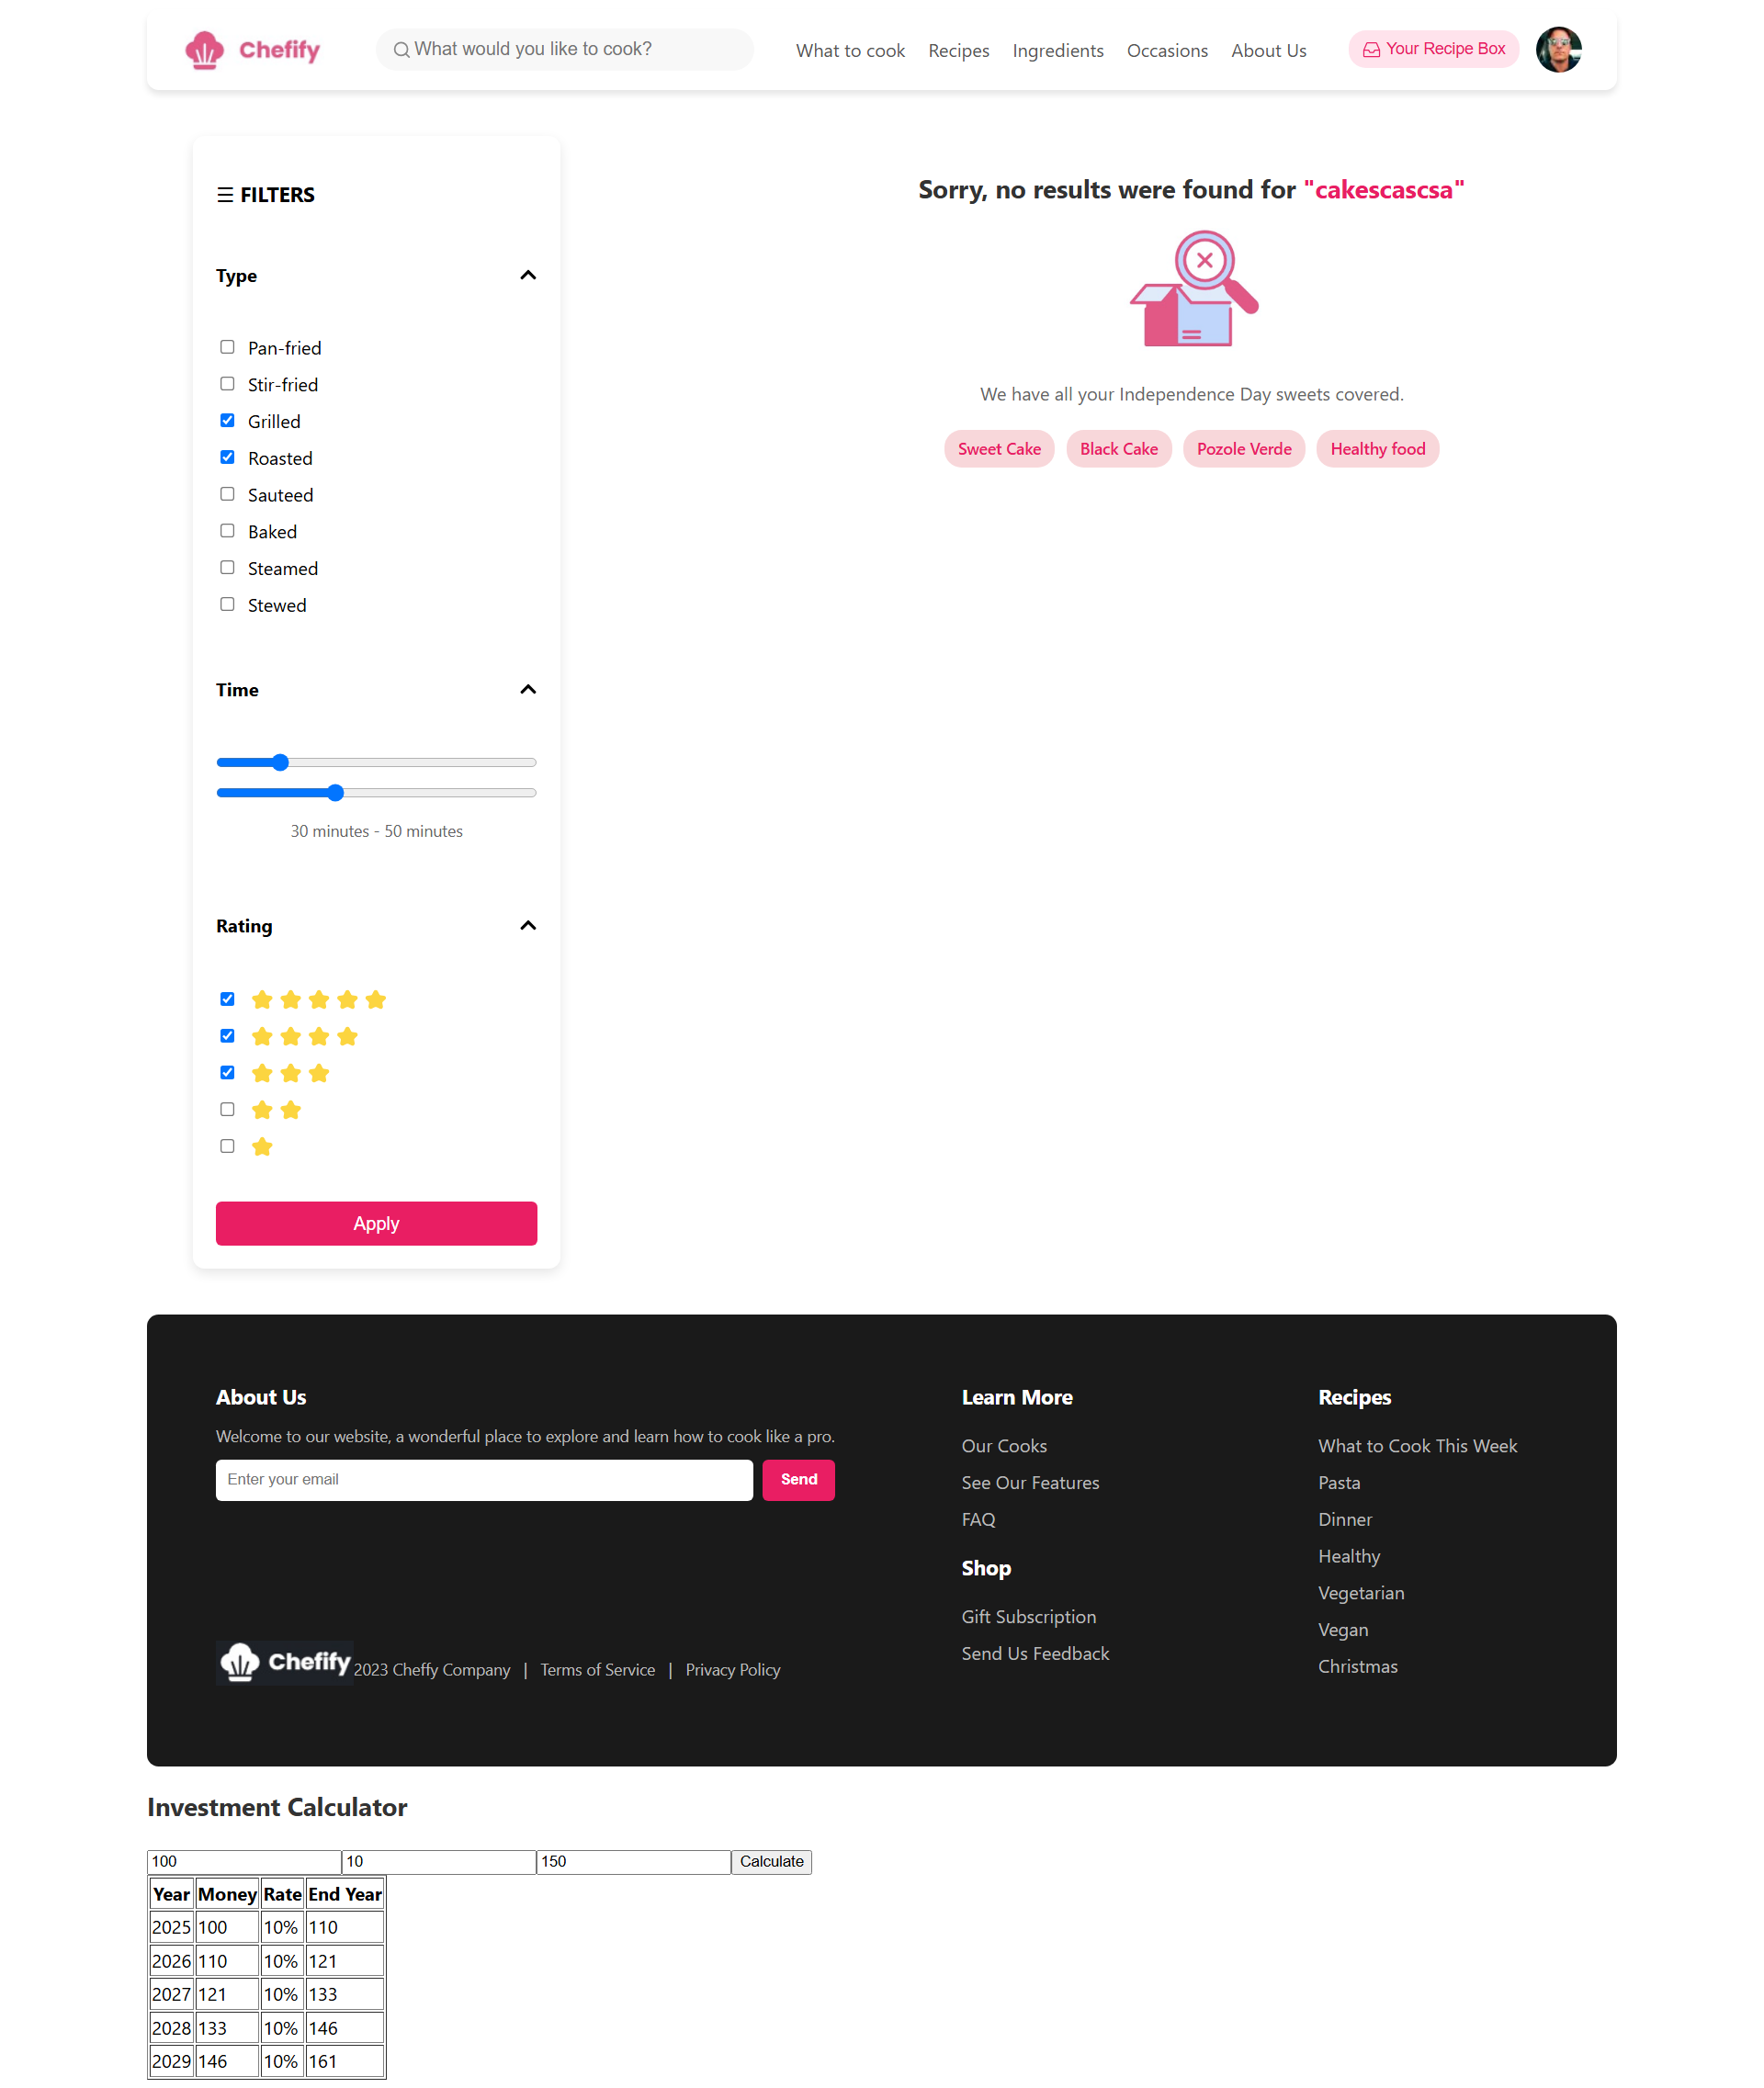 Chefify
What would you like to cook?
What to cook Recipes Ingredients Occasions About Us
Your Recipe Box
☰ FILTERS
Type
Pan-fried
Stir-fried
Grilled
Roasted
Sauteed
Baked
Steamed
Stewed
Time
30 minutes - 50 minutes
Rating
Apply
Sorry, no results were found for "cakescascsa"
We have all your Independence Day sweets covered.
Sweet Cake Black Cake Pozole Verde Healthy food
About Us
Welcome to our website, a wonderful place to explore and learn how to cook like a pro.
Enter your email Send
Chefify 2023 Cheffy Company | Terms of Service | Privacy Policy
Learn More
Our Cooks
See Our Features
FAQ
Shop
Gift Subscription
Send Us Feedback
Recipes
What to Cook This Week
Pasta
Dinner
Healthy
Vegetarian
Vegan
Christmas
Investment Calculator
100 10 150 Calculate
Year Money Rate End Year
2025 100 10% 110
2026 110 10% 121
2027 121 10% 133
2028 133 10% 146
2029 146 10% 161